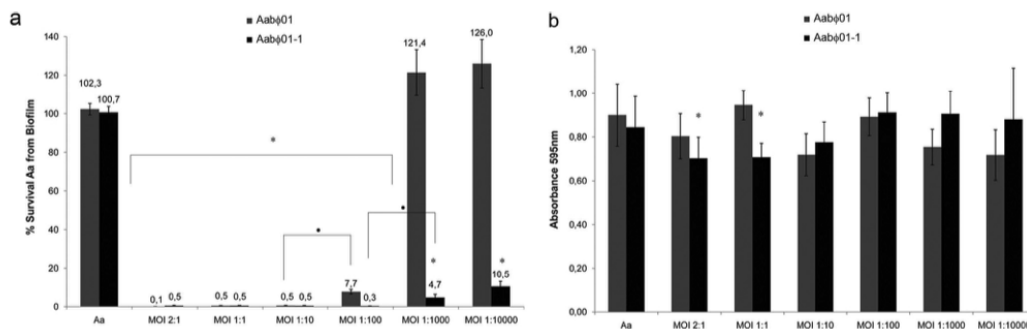 a
Aabϕ01
Aabϕ01-1
% Survival Aa from Biofilm
140
120
100
80
60
40
20
0
102,3
100,7
0,1
0,5
0,5
0,5
0,5
0,5
7,7
0,3
121,4
4,7
126,0
10,5
*
•
•
*
*
Aa
MOI 2:1
MOI 1:1
MOI 1:10
MOI 1:100
MOI 1:1000
MOI 1:10000
b
Aabϕ01
Aabϕ01-1
Absorbance 595nm
1,20
1,00
0,80
0,60
0,40
0,20
0,00
*
*
Aa
MOI 2:1
MOI 1:1
MOI 1:10
MOI 1:100
MOI 1:1000
MOI 1:10000